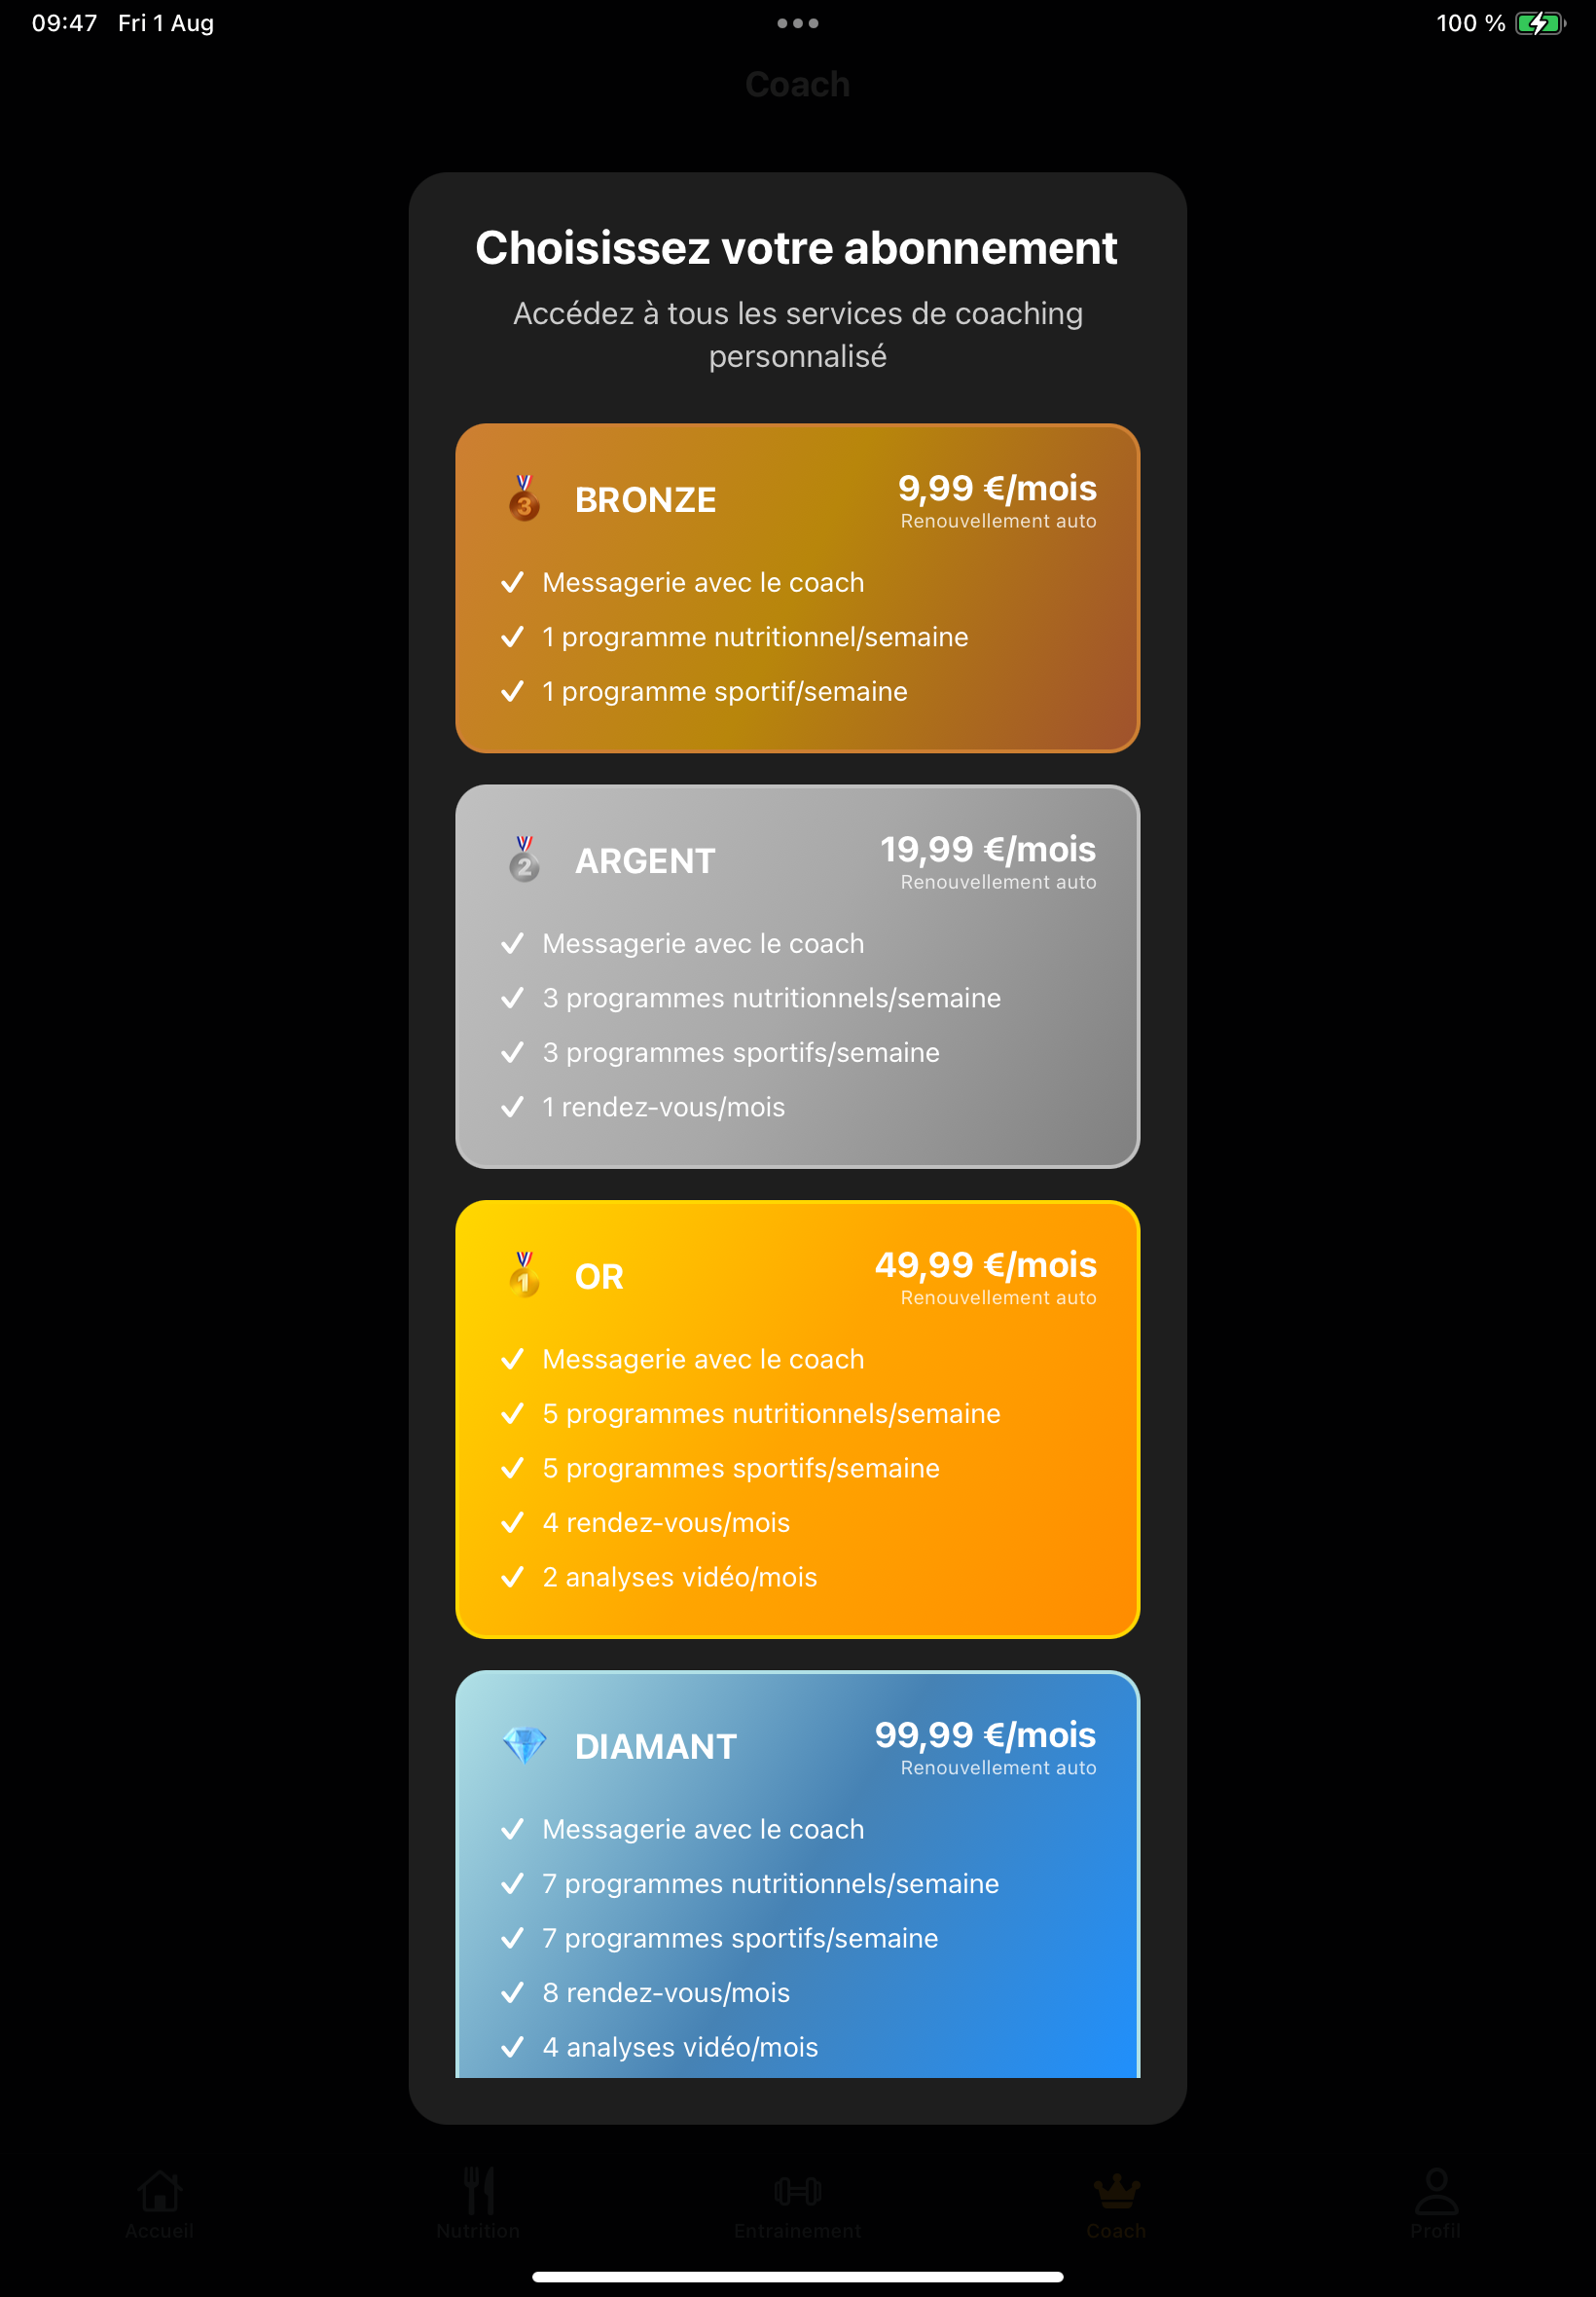 09:47 Fri 1 Aug
100 %
Coach
Choisissez votre abonnement
Accédez à tous les services de coaching
personnalisé
3
BRONZE
9,99 €/mois
Renouvellement auto
Messagerie avec le coach
1 programme nutritionnel/semaine
1 programme sportif/semaine
2
ARGENT
19,99 €/mois
Renouvellement auto
Messagerie avec le coach
3 programmes nutritionnels/semaine
3 programmes sportifs/semaine
1 rendez-vous/mois
1
OR
49,99 €/mois
Renouvellement auto
Messagerie avec le coach
5 programmes nutritionnels/semaine
5 programmes sportifs/semaine
4 rendez-vous/mois
2 analyses vidéo/mois
DIAMANT
99,99 €/mois
Renouvellement auto
Messagerie avec le coach
7 programmes nutritionnels/semaine
7 programmes sportifs/semaine
8 rendez-vous/mois
4 analyses vidéo/mois
Accueil
Nutrition
Entrainement
Coach
Profil